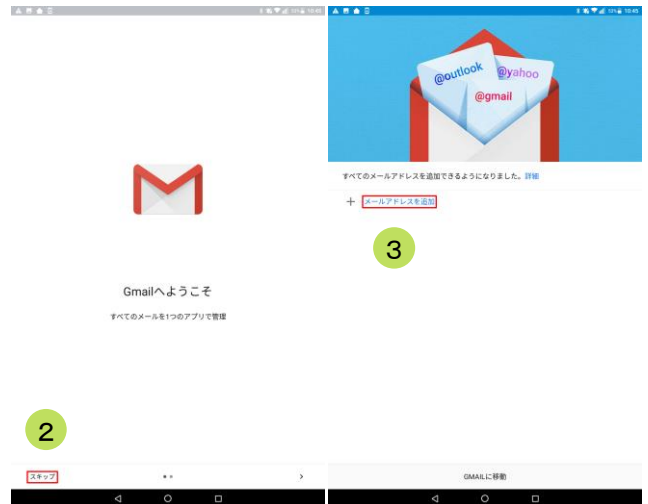 10:45
Gmailへようこそ
すべてのメールを1つのアプリで管理
2
スキップ
10:45
@outlook
@yahoo
@gmail
すべてのメールアドレスを追加できるようになりました。詳細
+ メールアドレスを追加
3
GMAILに移動